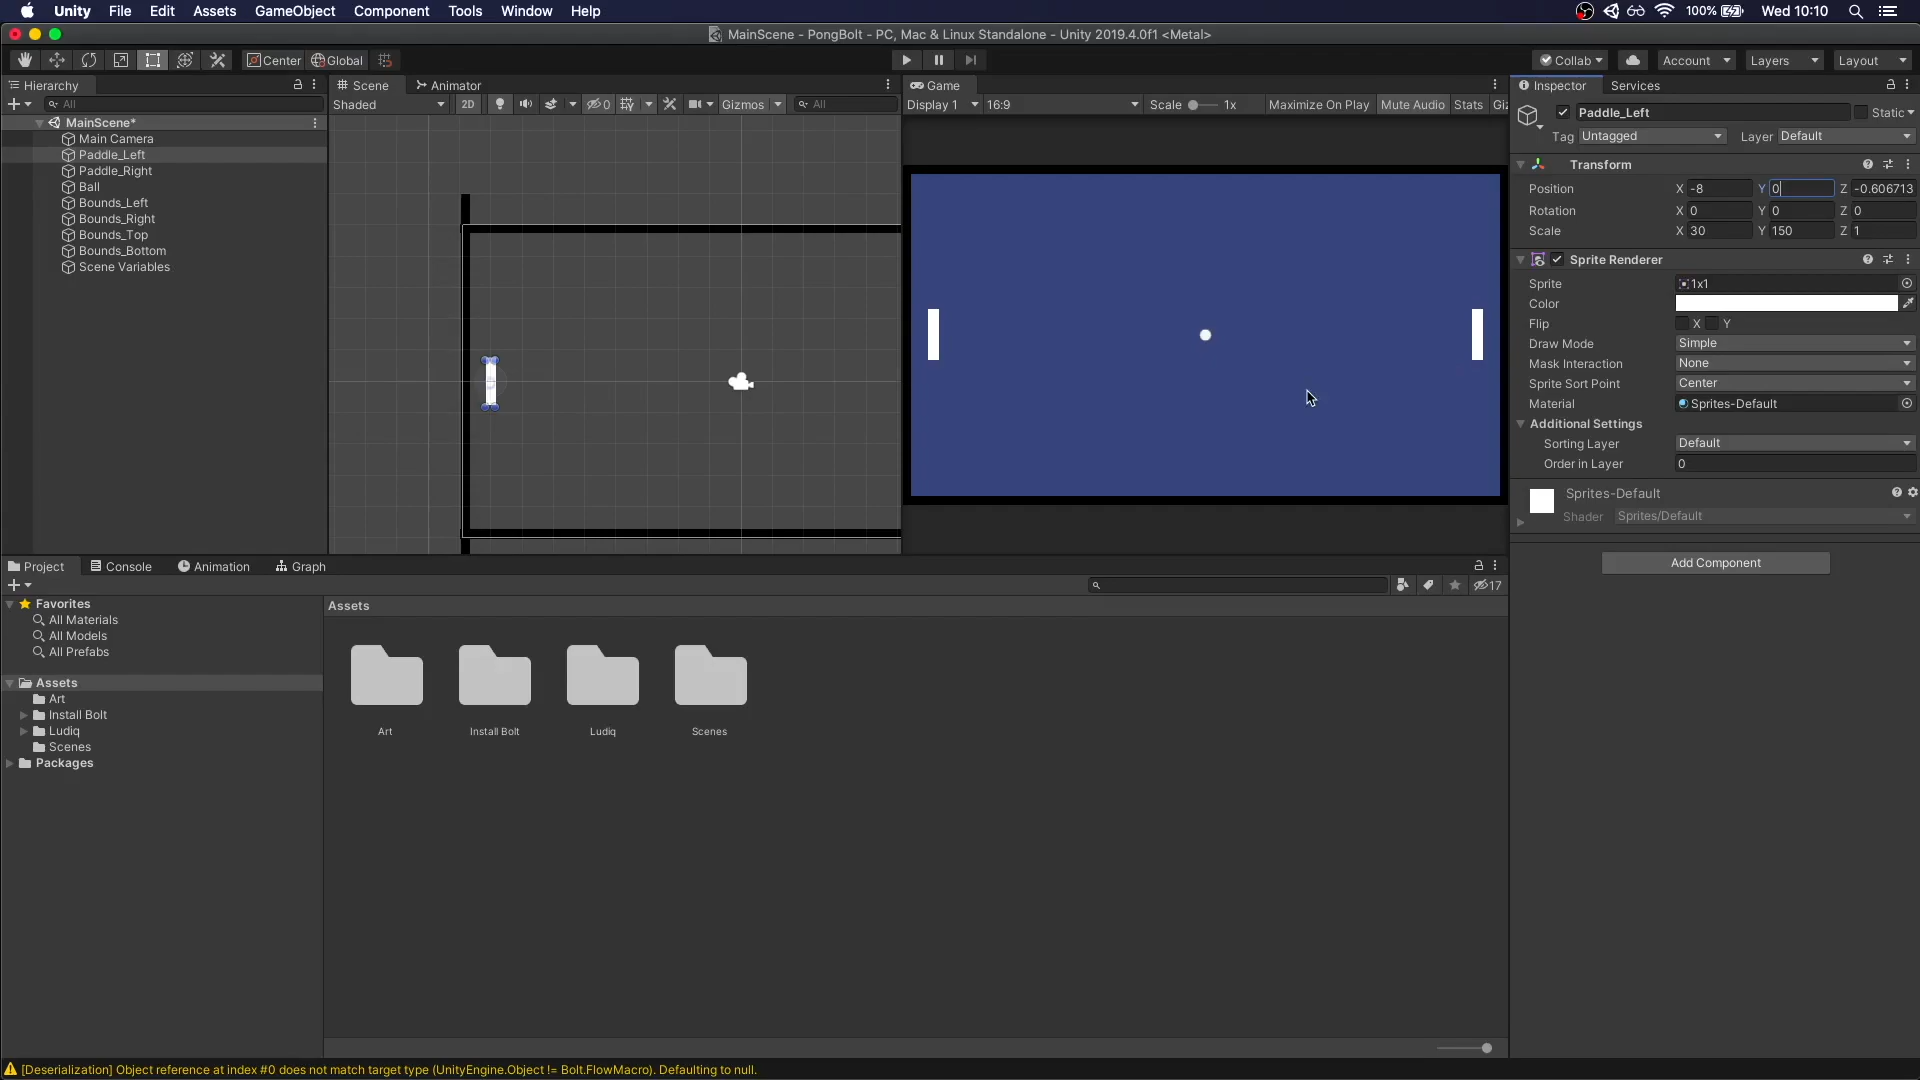 Unity File Edit Assets GameObject Component Tools Window Help 100% Wed 10:10
MainScene - PongBolt - PC, Mac & Linux Standalone - Unity 2019.4.0f1 <Metal>
Center Global Collab Account Layers Layout
Hierarchy
All
MainScene*
Main Camera
Paddle_Left
Paddle_Right
Ball
Bounds_Left
Bounds_Right
Bounds_Top
Bounds_Bottom
Scene Variables
Scene Animator
Shaded 2D 0 Gizmos All
Game
Display 1 16:9 Scale 1x Maximize On Play Mute Audio Stats Giz
Inspector Services
Paddle_Left Static
Tag Untagged Layer Default
Transform
Position X -8 Y 0 Z -0.606713
Rotation X 0 Y 0 Z 0
Scale X 30 Y 150 Z 1
Sprite Renderer
Sprite 1x1
Color
Flip X Y
Draw Mode Simple
Mask Interaction None
Sprite Sort Point Center
Material Sprites-Default
Additional Settings
Sorting Layer Default
Order in Layer 0
Sprites-Default
Shader Sprites/Default
Add Component
Project Console Animation Graph
17
Favorites
All Materials
All Models
All Prefabs
Assets
Art
Install Bolt
Ludiq
Scenes
Packages
Assets
Art Install Bolt Ludiq Scenes
[Deserialization] Object reference at index #0 does not match target type (UnityEngine.Object != Bolt.FlowMacro). Defaulting to null.